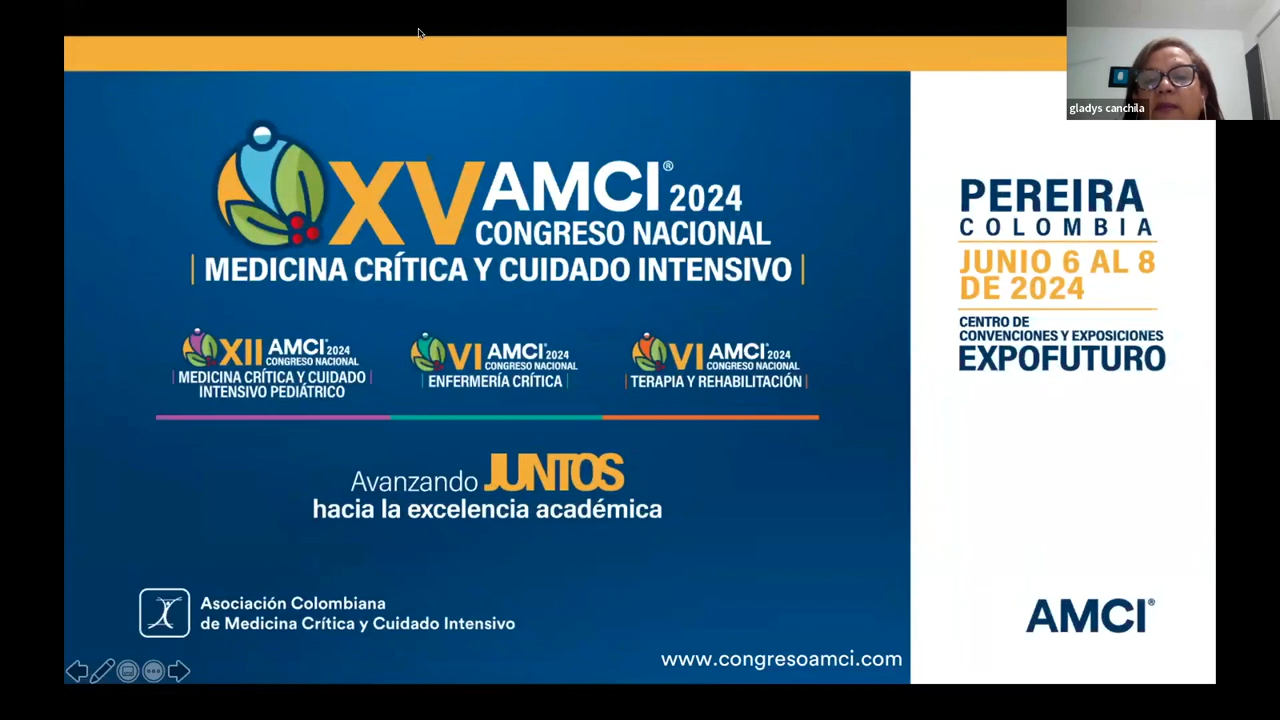 gladys canchila
XV AMCI® 2024
CONGRESO NACIONAL
MEDICINA CRÍTICA Y CUIDADO INTENSIVO
XII AMCI® 2024
CONGRESO NACIONAL
MEDICINA CRÍTICA Y CUIDADO
INTENSIVO PEDIÁTRICO
VI AMCI® 2024
CONGRESO NACIONAL
ENFERMERÍA CRÍTICA
VI AMCI® 2024
CONGRESO NACIONAL
TERAPIA Y REHABILITACIÓN
Avanzando JUNTOS
hacia la excelencia académica
Asociación Colombiana
de Medicina Crítica y Cuidado Intensivo
www.congresoamci.com
PEREIRA
COLOMBIA
JUNIO 6 AL 8
DE 2024
CENTRO DE
CONVENCIONES Y EXPOSICIONES
EXPOFUTURO
AMCI®